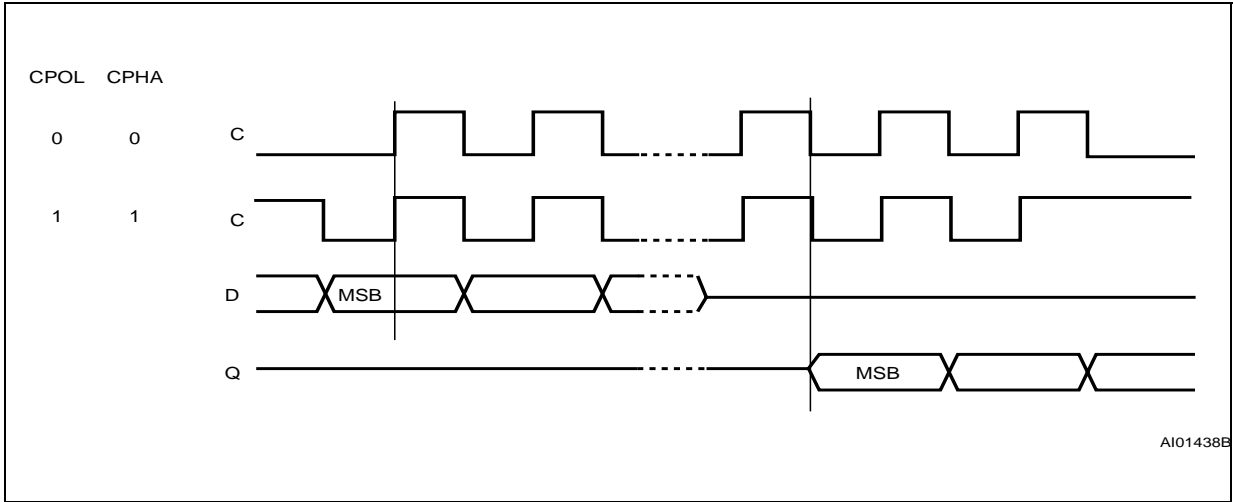 CPOL CPHA
0 0 C
1 1 C
D MSB
Q MSB
AI01438B